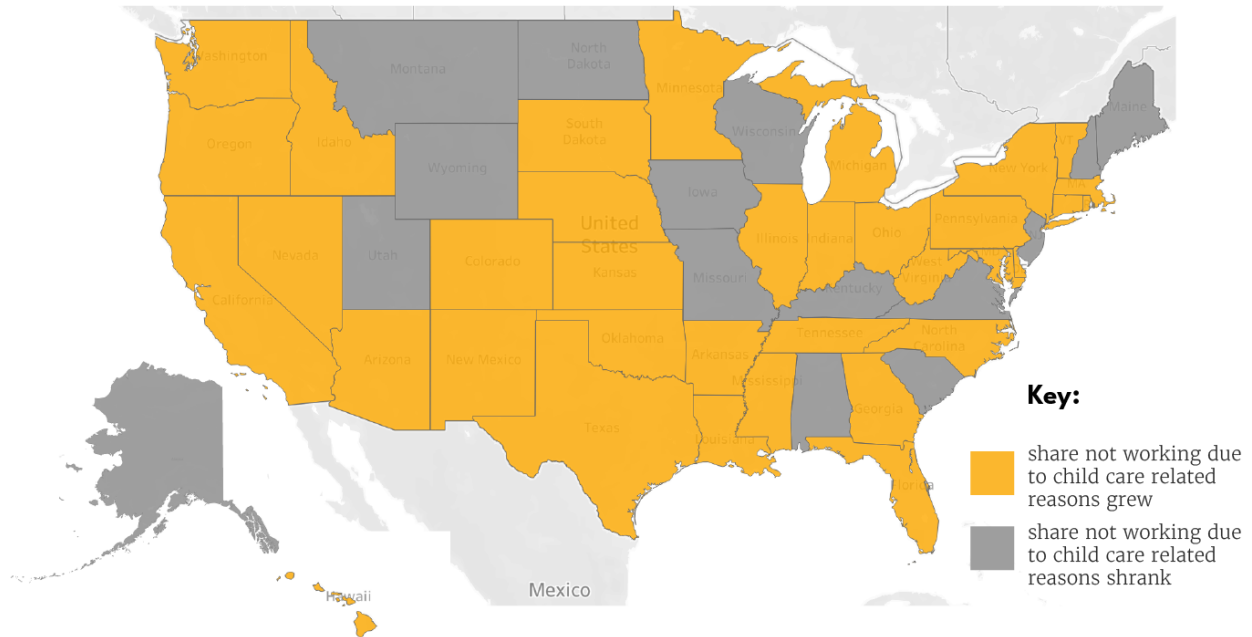 Washington
Montana
North
Dakota
Minnesota
Maine
Oregon
Idaho
South
Dakota
Wisconsin
VT
Wyoming
Michigan
New York
MA
Iowa
Pennsylvania
United
States
Nevada
Utah
Colorado
Kansas
Illinois
Indiana
Ohio
West
Virginia
Missouri
Kentucky
California
Oklahoma
Tennessee
North
Carolina
Arizona
New Mexico
Arkansas
Mississippi
Georgia
Texas
Louisiana
Florida
Key:
share not working due
to child care related
reasons grew
share not working due
to child care related
reasons shrank
Mexico
Hawaii